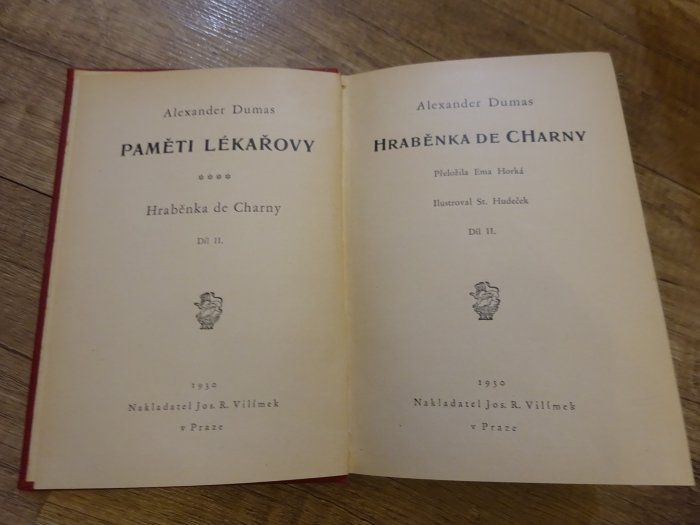 Alexander Dumas
PAMĚTI LÉKAŘOVY
****
Hraběnka de Charny
Díl II.
1930
Nakladatel Jos. R. Vilímek
v Praze
Alexander Dumas
HRABĚNKA DE CHARNY
Přeložila Ema Horká
Ilustroval St. Hudeček
Díl II.
1930
Nakladatel Jos. R. Vilímek
v Praze